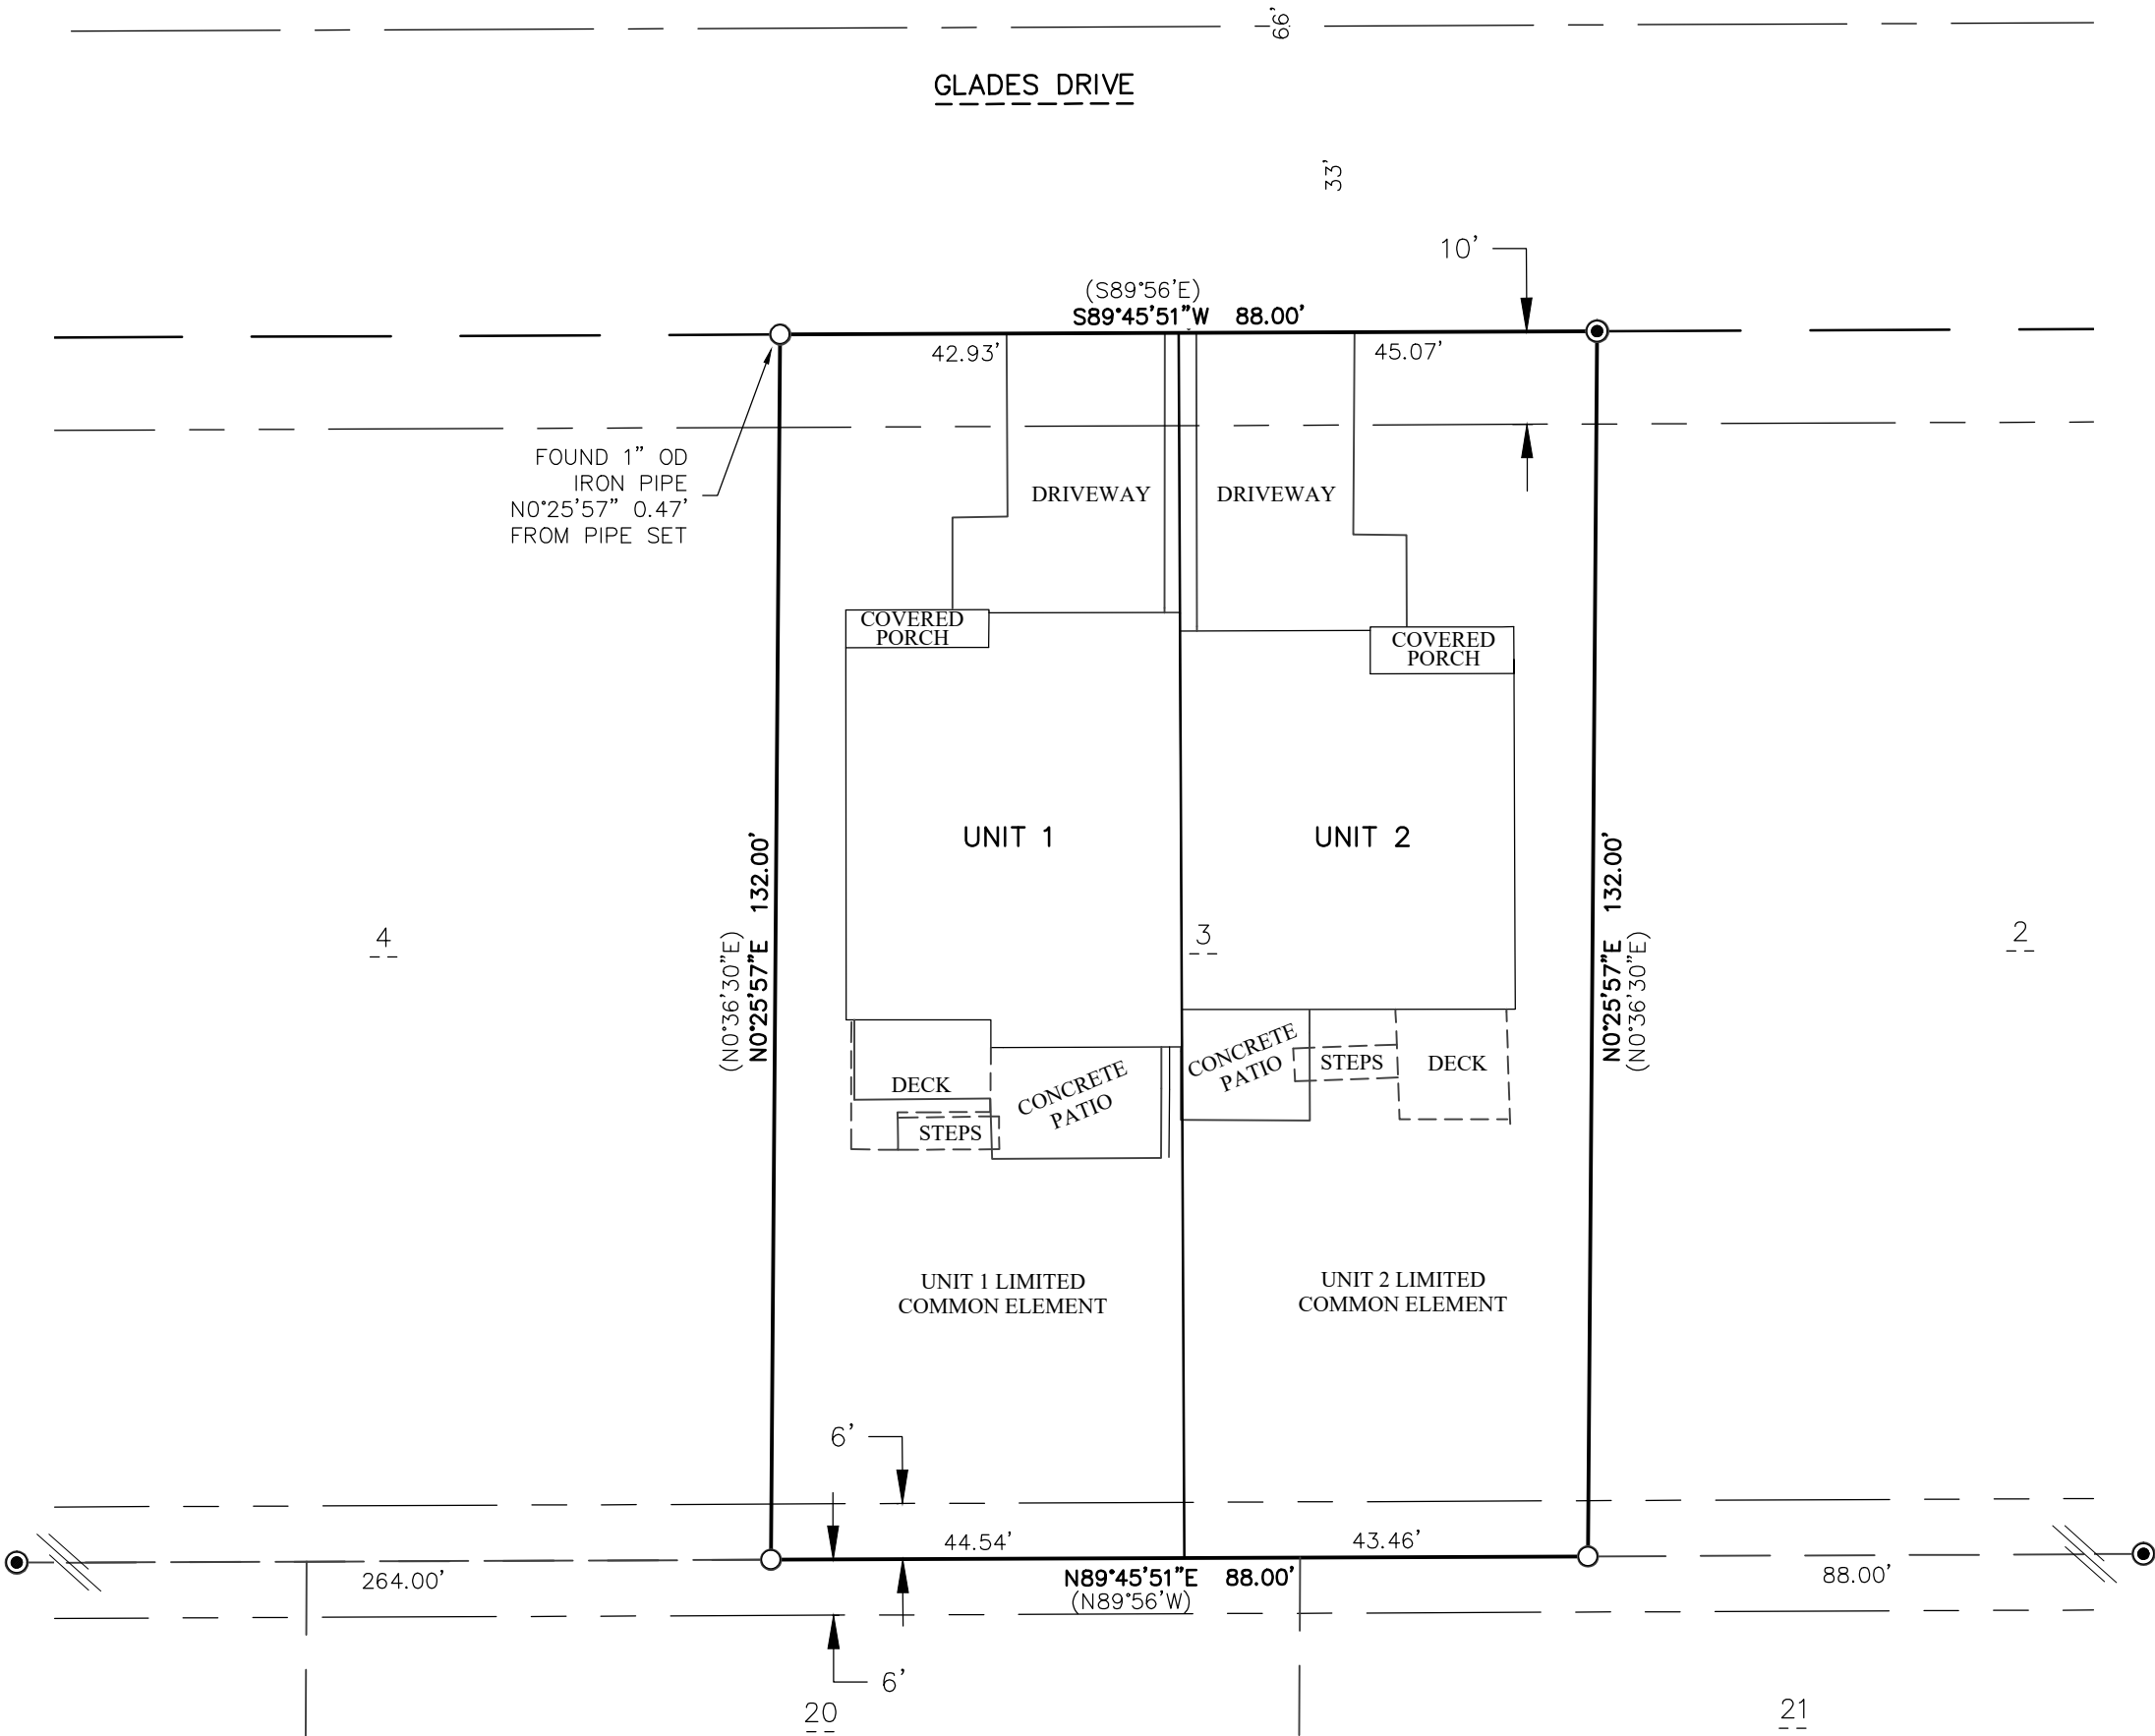 66'
GLADES DRIVE
33'
10'
(S89°56'E)
S89°45'51"W 88.00'
42.93'
45.07'
FOUND 1" OD
IRON PIPE
N0°25'57" 0.47'
FROM PIPE SET
DRIVEWAY
DRIVEWAY
COVERED
PORCH
COVERED
PORCH
UNIT 1
UNIT 2
(N0°36'30"E)
N0°25'57"E 132.00'
N0°25'57"E 132.00'
(N0°36'30"E)
4
3
2
DECK
STEPS
CONCRETE
PATIO
CONCRETE
PATIO
STEPS
DECK
UNIT 1 LIMITED
COMMON ELEMENT
UNIT 2 LIMITED
COMMON ELEMENT
6'
44.54'
43.46'
264.00'
N89°45'51"E 88.00'
(N89°56'W)
88.00'
6'
20
21